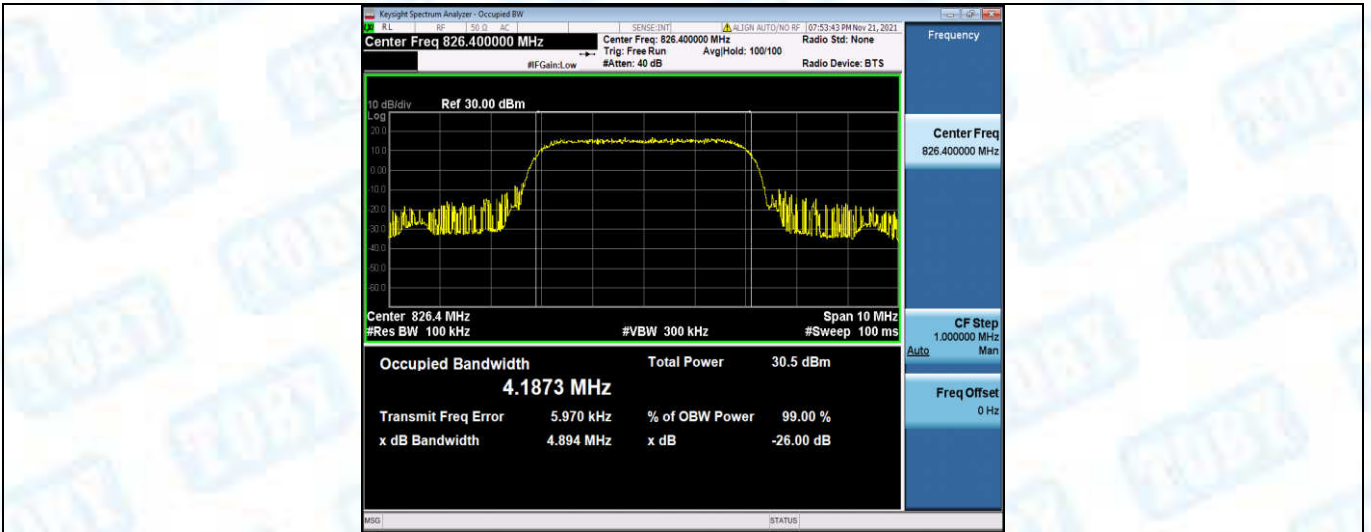 Keysight Spectrum Analyzer - Occupied BW
RL RF 50 Ω AC SENSE:INT ALIGN AUTO/NO RF 07:53:43 PM Nov 21, 2021
Center Freq 826.400000 MHz
Center Freq: 826.400000 MHz Radio Std: None
Trig: Free Run Avg|Hold: 100/100
#IFGain:Low #Atten: 40 dB Radio Device: BTS
10 dB/div Ref 30.00 dBm
Log
20.0
10.0
0.00
-10.0
-20.0
-30.0
-40.0
-50.0
-60.0
Center 826.4 MHz Span 10 MHz
#Res BW 100 kHz #VBW 300 kHz #Sweep 100 ms
Occupied Bandwidth Total Power 30.5 dBm
4.1873 MHz
Transmit Freq Error 5.970 kHz % of OBW Power 99.00 %
x dB Bandwidth 4.894 MHz x dB -26.00 dB
MSG STATUS
Frequency
Center Freq
826.400000 MHz
CF Step
1.000000 MHz
Auto Man
Freq Offset
0 Hz